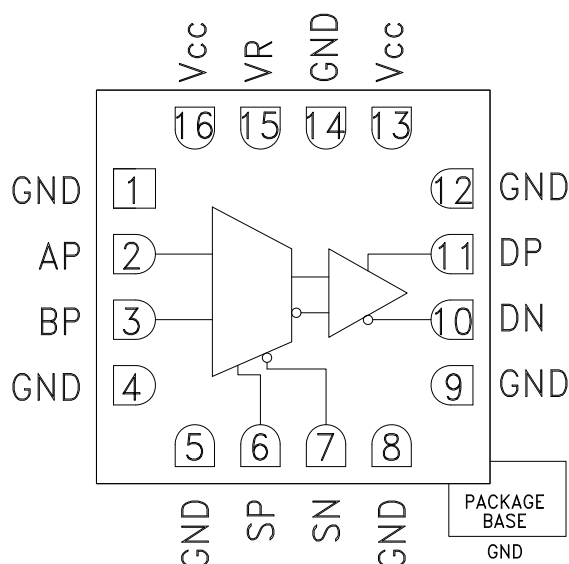 Vcc
VR
GND
Vcc
16
15
14
13
GND
1
12
GND
AP
2
11
DP
BP
3
10
DN
GND
4
9
GND
5
6
7
8
GND
SP
SN
GND
PACKAGE
BASE
GND